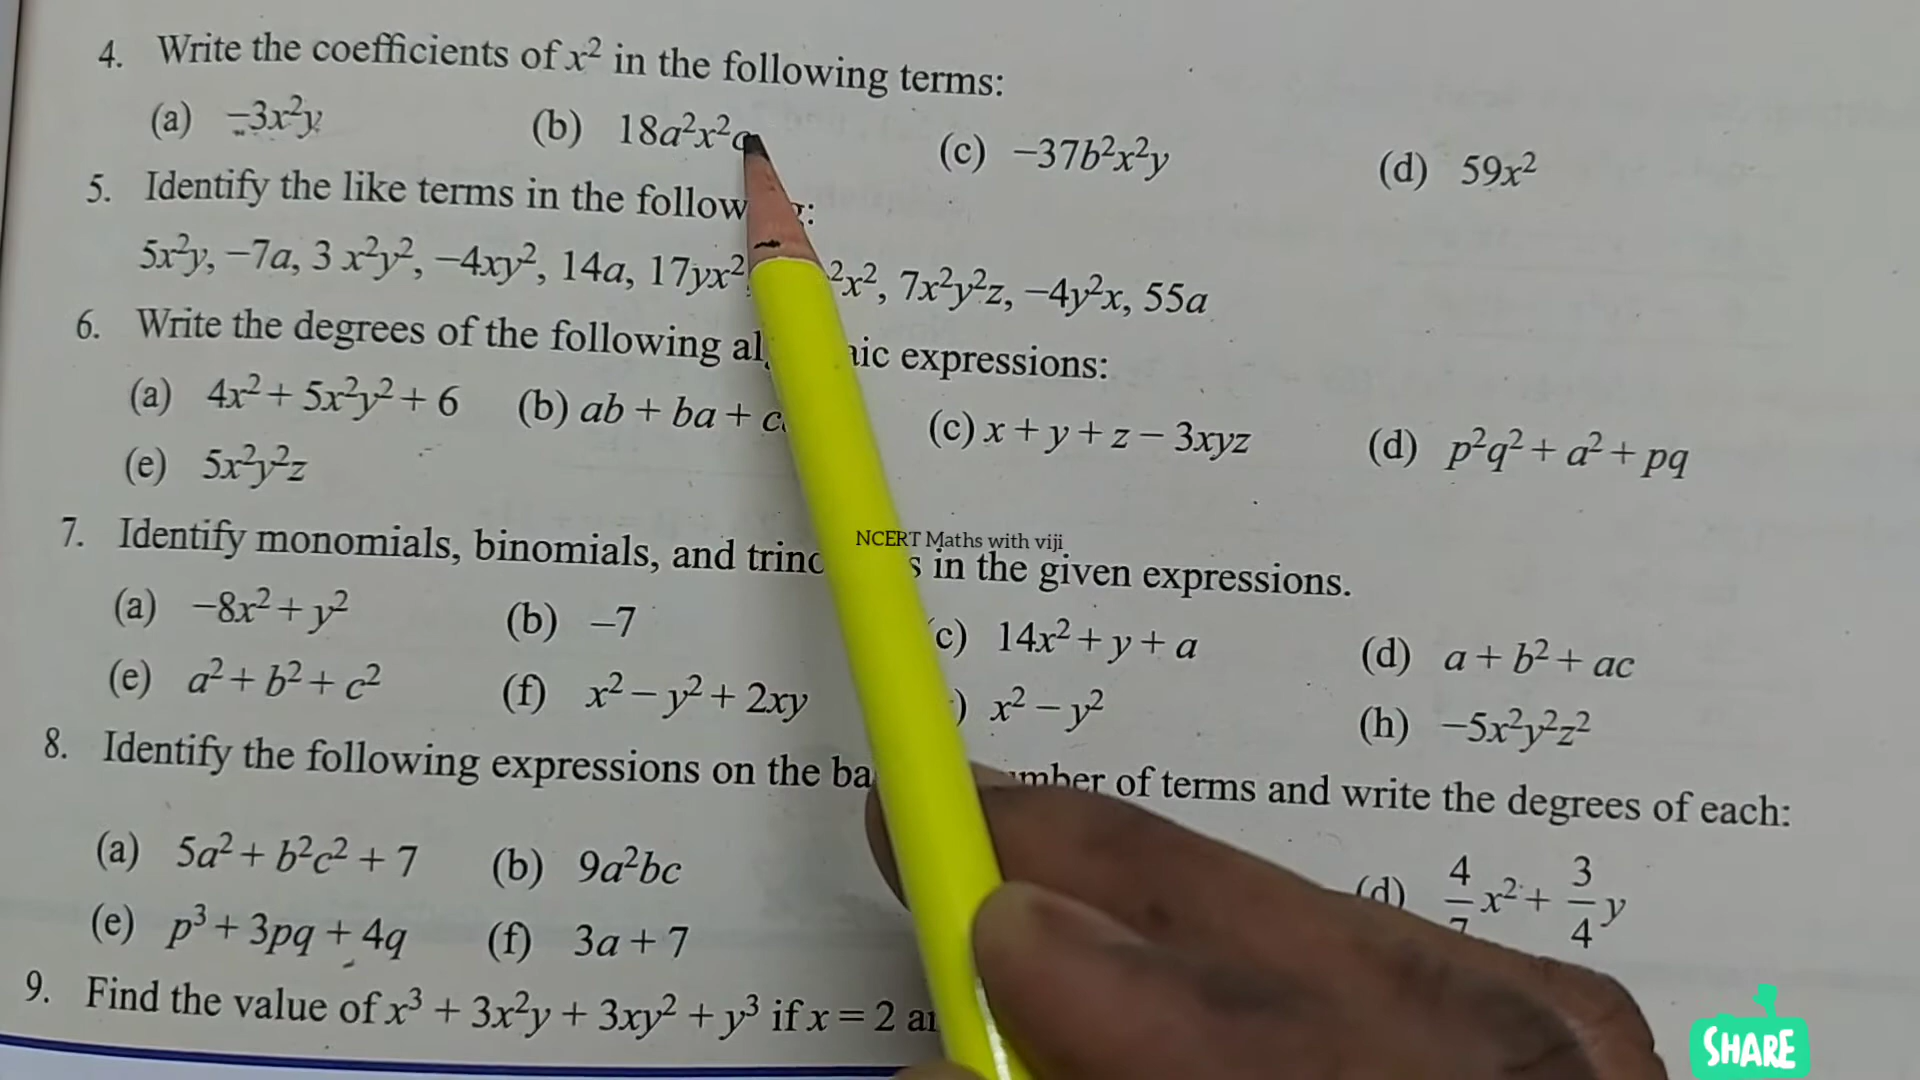 4. Write the coefficients of x² in the following terms:
(a) –3x²y (b) 18a²x² (c) –37b²x²y (d) 59x²
5. Identify the like terms in the
5x²y, –7a, 3 x²y², –4xy², 14a, 17yx² x², 7x²y²z, –4y²x, 55a
6. Write the degrees of the following expressions:
(a) 4x² + 5x²y² + 6 (b) ab + ba + (c) x + y + z – 3xyz (d) p²q² + a² + pq
(e) 5x²y²z
NCERT Maths with viji
7. Identify monomials, binomials, and in the given expressions.
(a) –8x² + y² (b) –7 (c) 14x² + y + a (d) a + b² + ac
(e) a² + b² + c² (f) x² – y² + 2xy x² – y² (h) –5x²y²z²
8. Identify the following expressions on the of terms and write the degrees of each:
(a) 5a² + b²c² + 7 (b) 9a²bc (d) 4/7 x² + 3/4 y
(e) p³ + 3pq + 4q (f) 3a + 7
9. Find the value of x³ + 3x²y + 3xy² + y³ if x = 2
SHARE